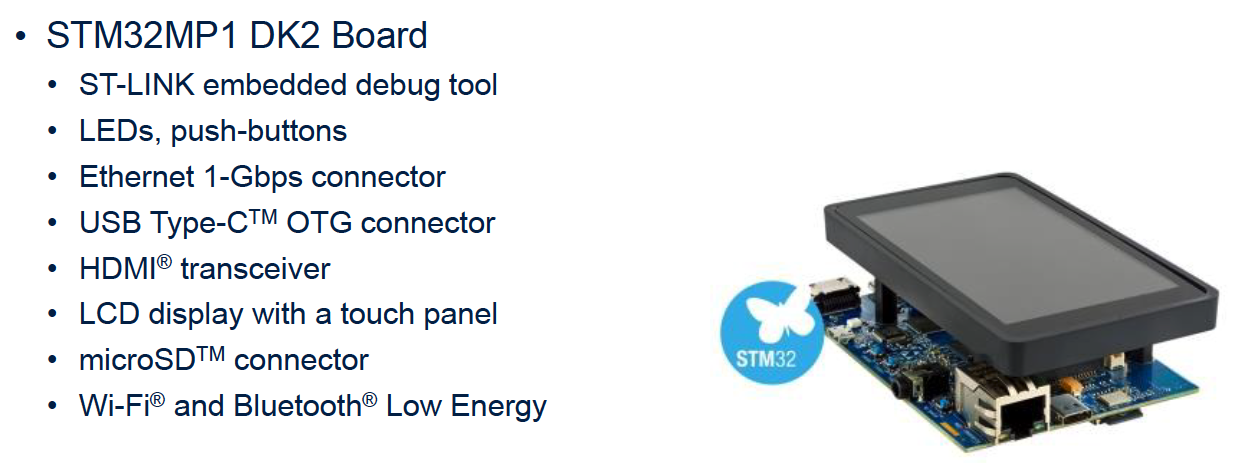 • STM32MP1 DK2 Board
• ST-LINK embedded debug tool
• LEDs, push-buttons
• Ethernet 1-Gbps connector
• USB Type-C™ OTG connector
• HDMI® transceiver
• LCD display with a touch panel
• microSD™ connector
• Wi-Fi® and Bluetooth® Low Energy
STM32